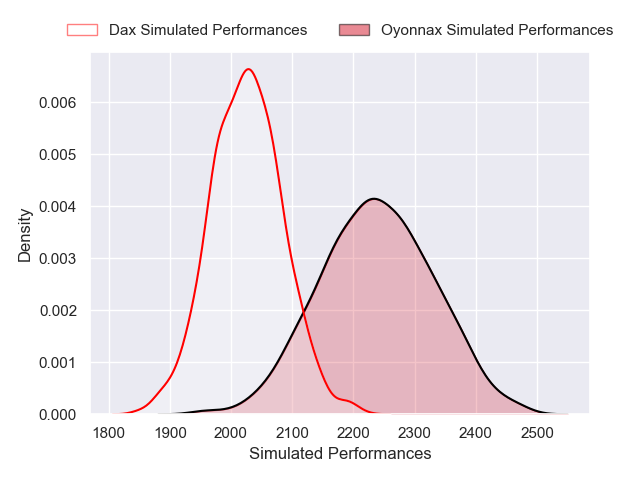 Dax Simulated Performances
Oyonnax Simulated Performances
Density
0.006
0.005
0.004
0.003
0.002
0.001
0.000
1800 1900 2000 2100 2200 2300 2400 2500
Simulated Performances